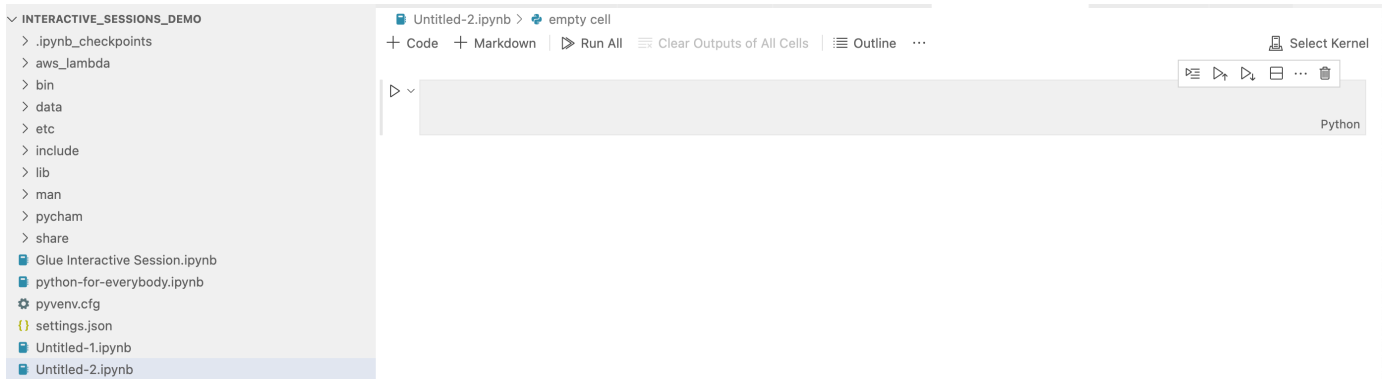 INTERACTIVE_SESSIONS_DEMO
.ipynb_checkpoints
aws_lambda
bin
data
etc
include
lib
man
pycham
share
Glue Interactive Session.ipynb
python-for-everybody.ipynb
pyvenv.cfg
{} settings.json
Untitled-1.ipynb
Untitled-2.ipynb
Untitled-2.ipynb > empty cell
+ Code + Markdown Run All Clear Outputs of All Cells Outline ... Select Kernel
Python